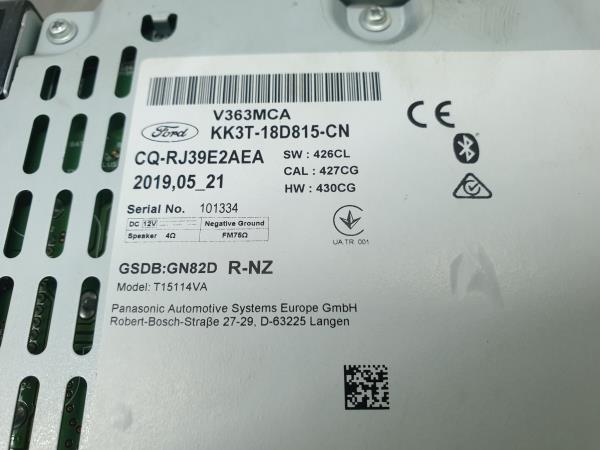 V363MCA
Ford KK3T-18D815-CN
CQ-RJ39E2AEA SW : 426CL
CAL : 427CG
2019,05_21 HW : 430CG
Serial No. 101334
DC 12V Negative Ground
Speaker 4Ω FM75Ω
UA.TR. 001
GSDB:GN82D R-NZ
Model: T15114VA
Panasonic Automotive Systems Europe GmbH
Robert-Bosch-Straße 27-29, D-63225 Langen
CE